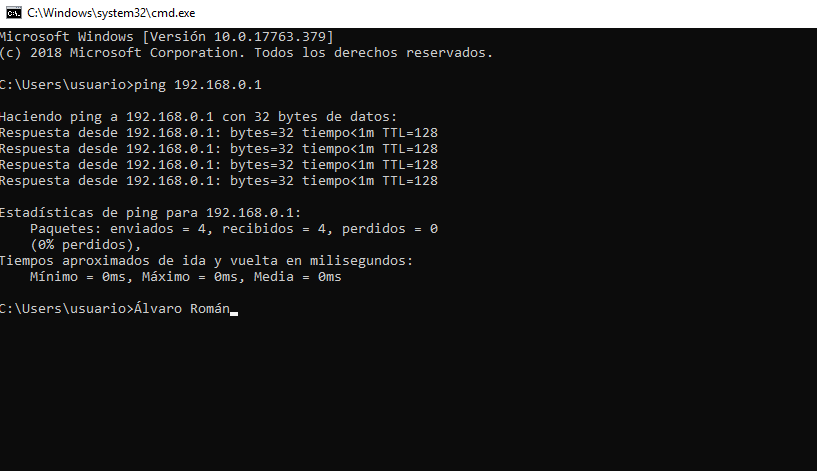 C:\Windows\system32\cmd.exe
Microsoft Windows [Versión 10.0.17763.379]
(c) 2018 Microsoft Corporation. Todos los derechos reservados.
C:\Users\usuario>ping 192.168.0.1
Haciendo ping a 192.168.0.1 con 32 bytes de datos:
Respuesta desde 192.168.0.1: bytes=32 tiempo<1m TTL=128
Respuesta desde 192.168.0.1: bytes=32 tiempo<1m TTL=128
Respuesta desde 192.168.0.1: bytes=32 tiempo<1m TTL=128
Respuesta desde 192.168.0.1: bytes=32 tiempo<1m TTL=128
Estadísticas de ping para 192.168.0.1:
    Paquetes: enviados = 4, recibidos = 4, perdidos = 0
    (0% perdidos),
Tiempos aproximados de ida y vuelta en milisegundos:
    Mínimo = 0ms, Máximo = 0ms, Media = 0ms
C:\Users\usuario>Álvaro Román